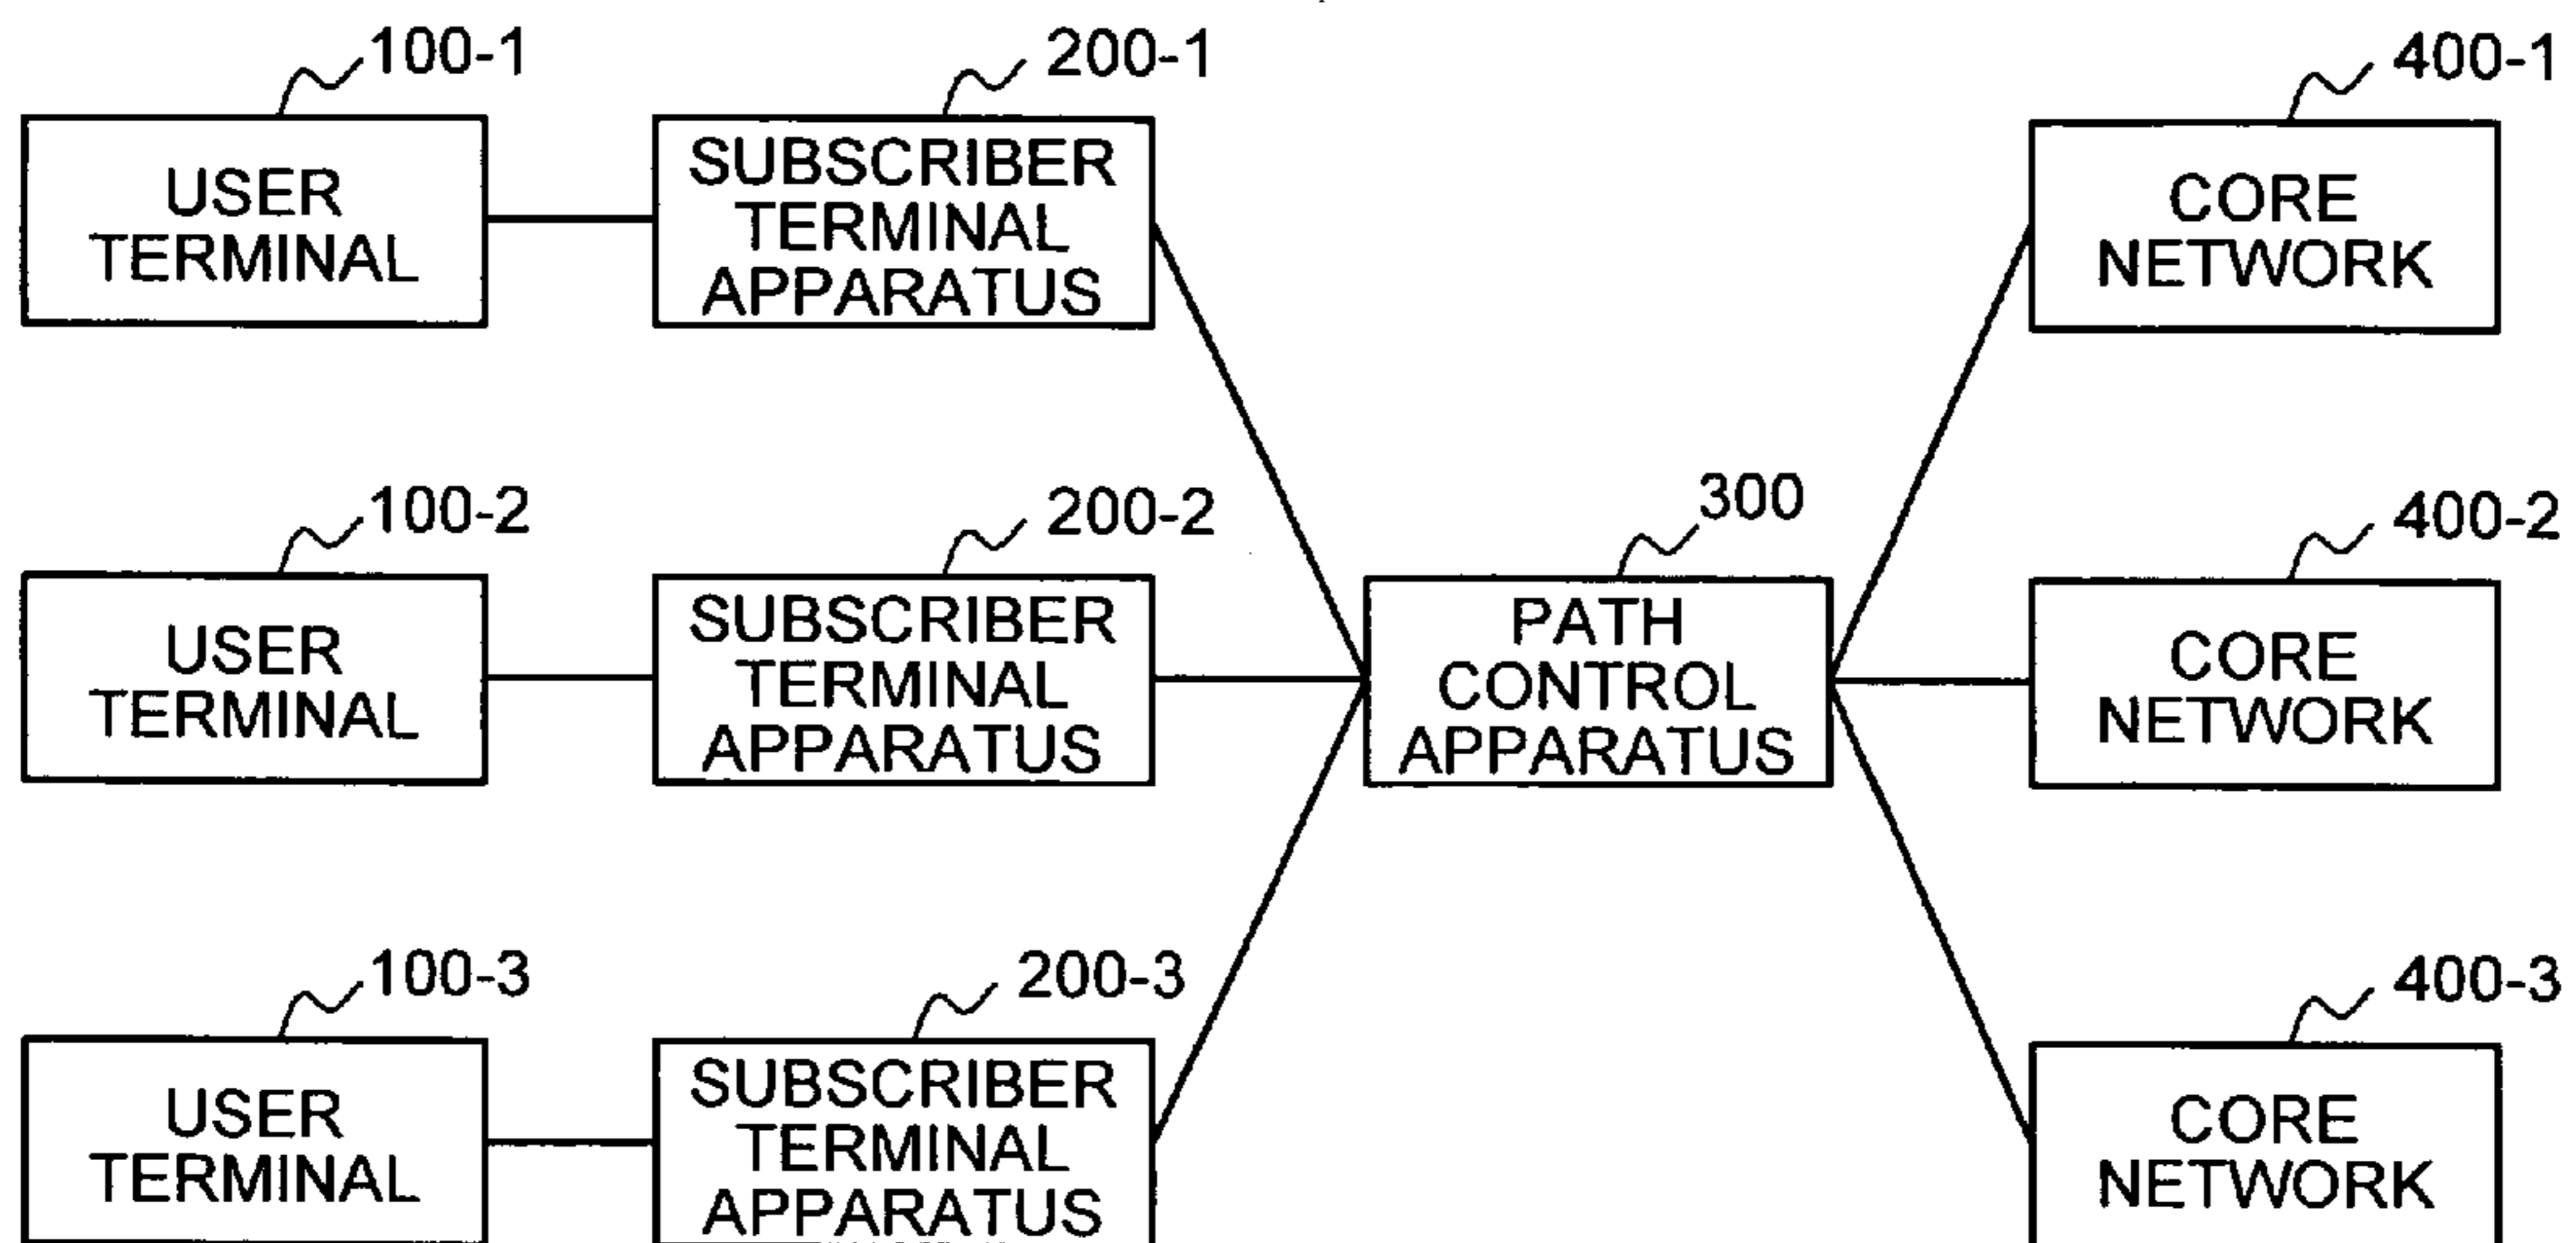 100-1
200-1
400-1
USER
TERMINAL
SUBSCRIBER
TERMINAL
APPARATUS
CORE
NETWORK
100-2
200-2
300
400-2
USER
TERMINAL
SUBSCRIBER
TERMINAL
APPARATUS
PATH
CONTROL
APPARATUS
CORE
NETWORK
100-3
200-3
400-3
USER
TERMINAL
SUBSCRIBER
TERMINAL
APPARATUS
CORE
NETWORK